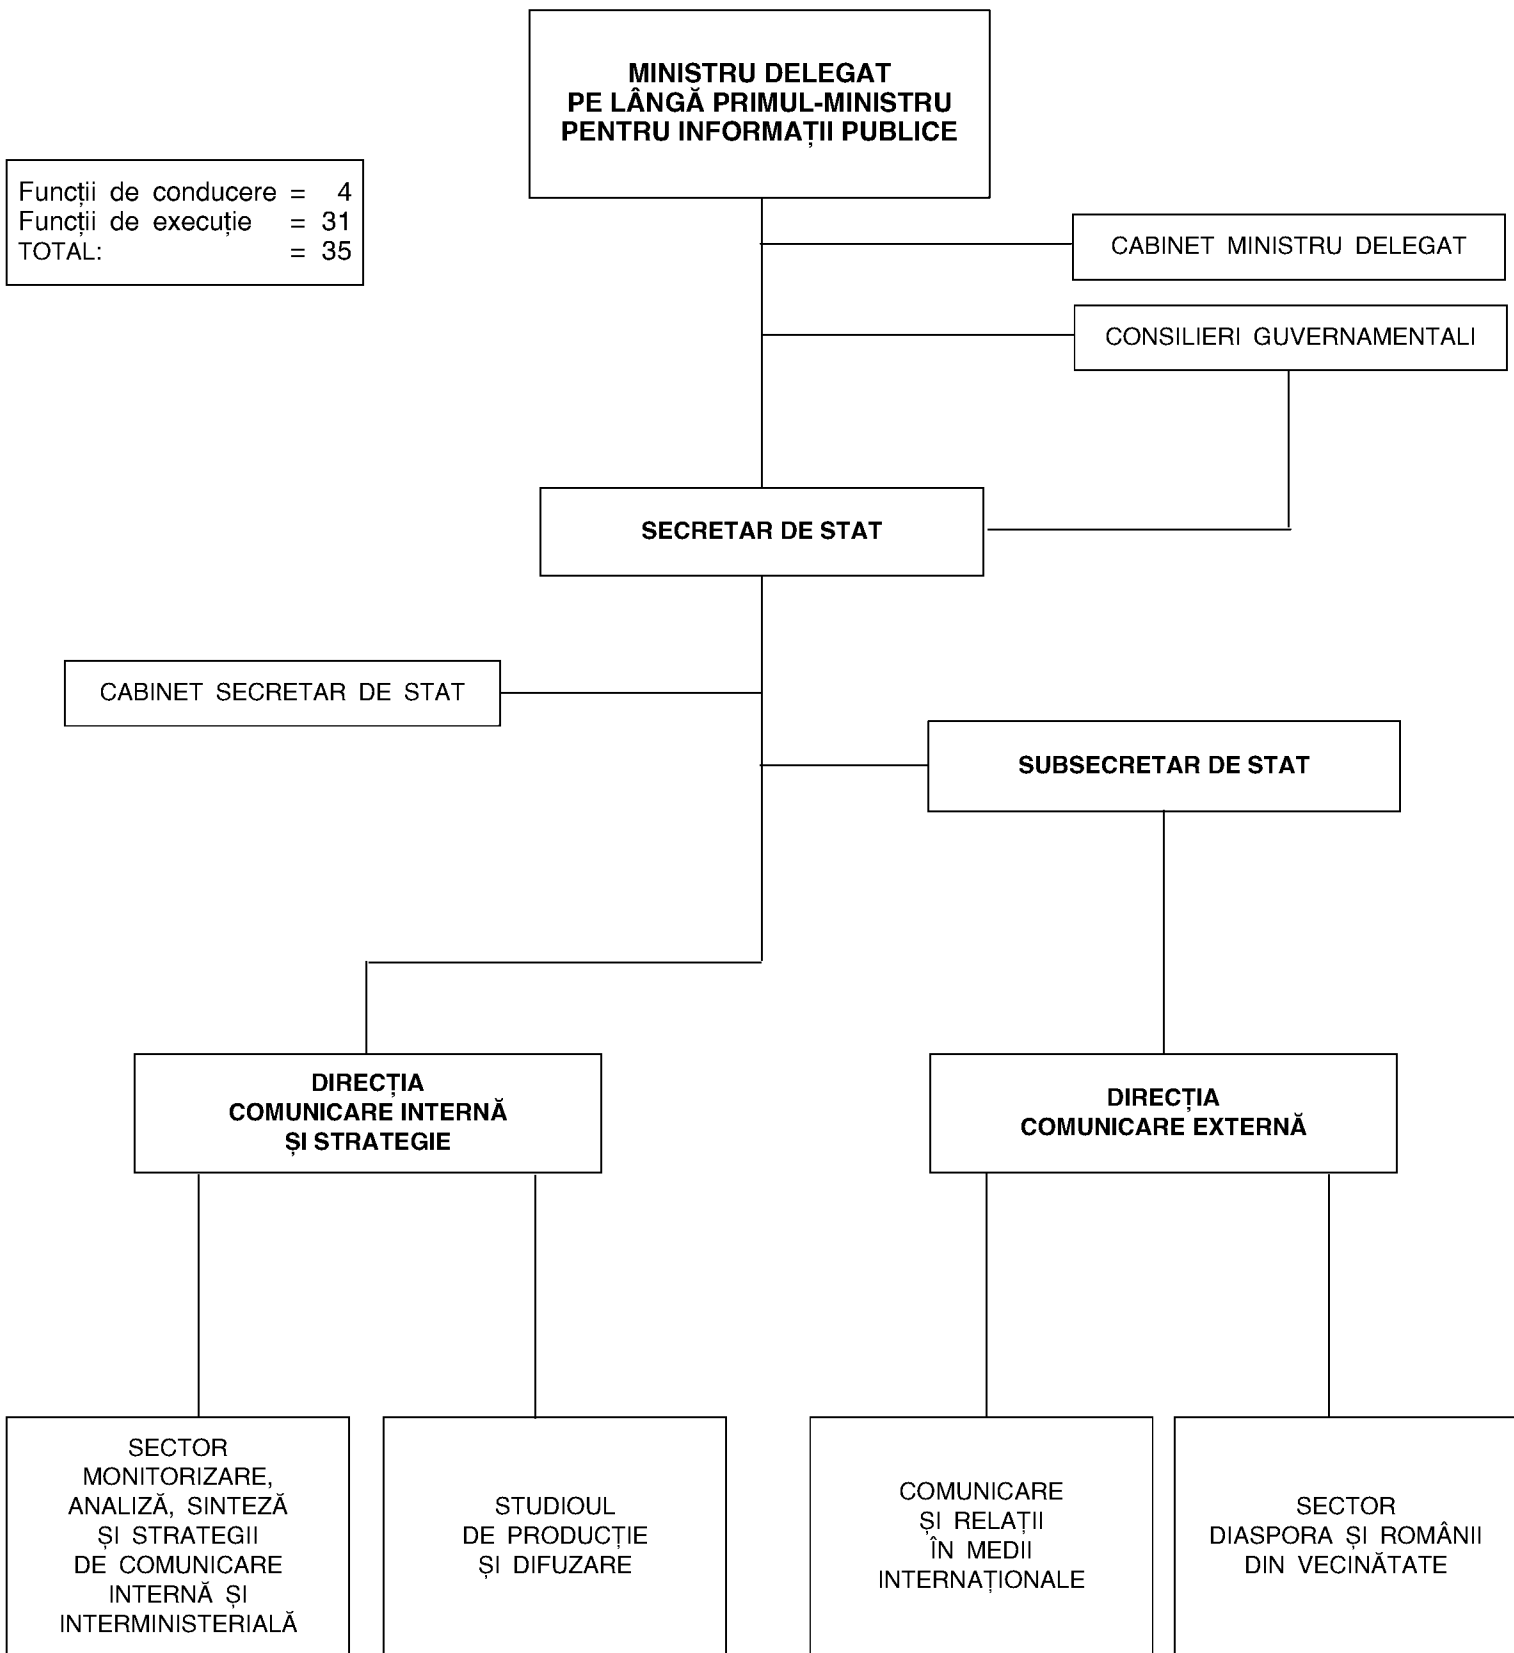 MINISTRU DELEGAT
PE LÂNGĂ PRIMUL-MINISTRU
PENTRU INFORMAȚII PUBLICE
Funcții de conducere = 4
Funcții de execuție = 31
TOTAL: = 35
CABINET MINISTRU DELEGAT
CONSILIERI GUVERNAMENTALI
SECRETAR DE STAT
CABINET SECRETAR DE STAT
SUBSECRETAR DE STAT
DIRECȚIA
COMUNICARE INTERNĂ
ȘI STRATEGIE
DIRECȚIA
COMUNICARE EXTERNĂ
SECTOR
MONITORIZARE,
ANALIZĂ, SINTEZĂ
ȘI STRATEGII
DE COMUNICARE
INTERNĂ ȘI
INTERMINISTERIALĂ
STUDIOUL
DE PRODUCȚIE
ȘI DIFUZARE
COMUNICARE
ȘI RELAȚII
ÎN MEDII
INTERNAȚIONALE
SECTOR
DIASPORA ȘI ROMÂNII
DIN VECINĂTATE